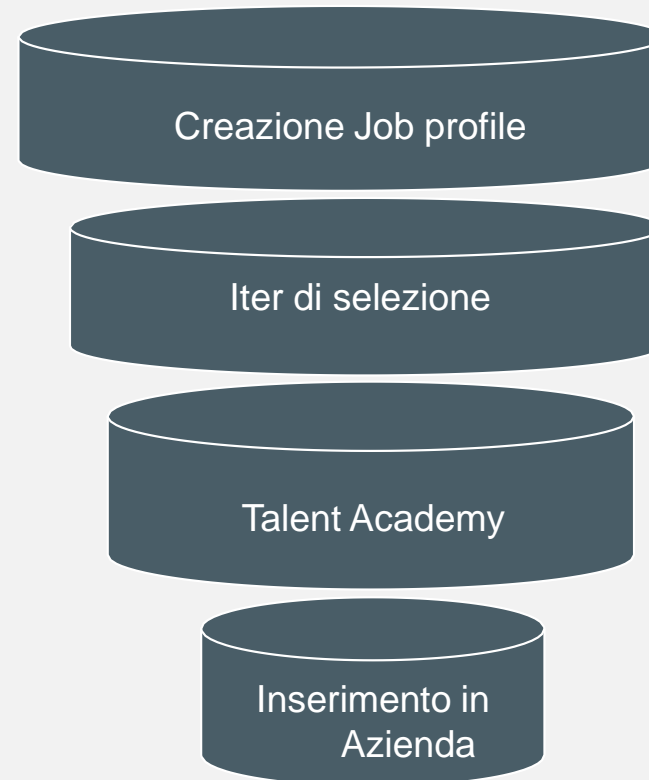 Creazione Job profile
Iter di selezione
Talent Academy
Inserimento in
Azienda